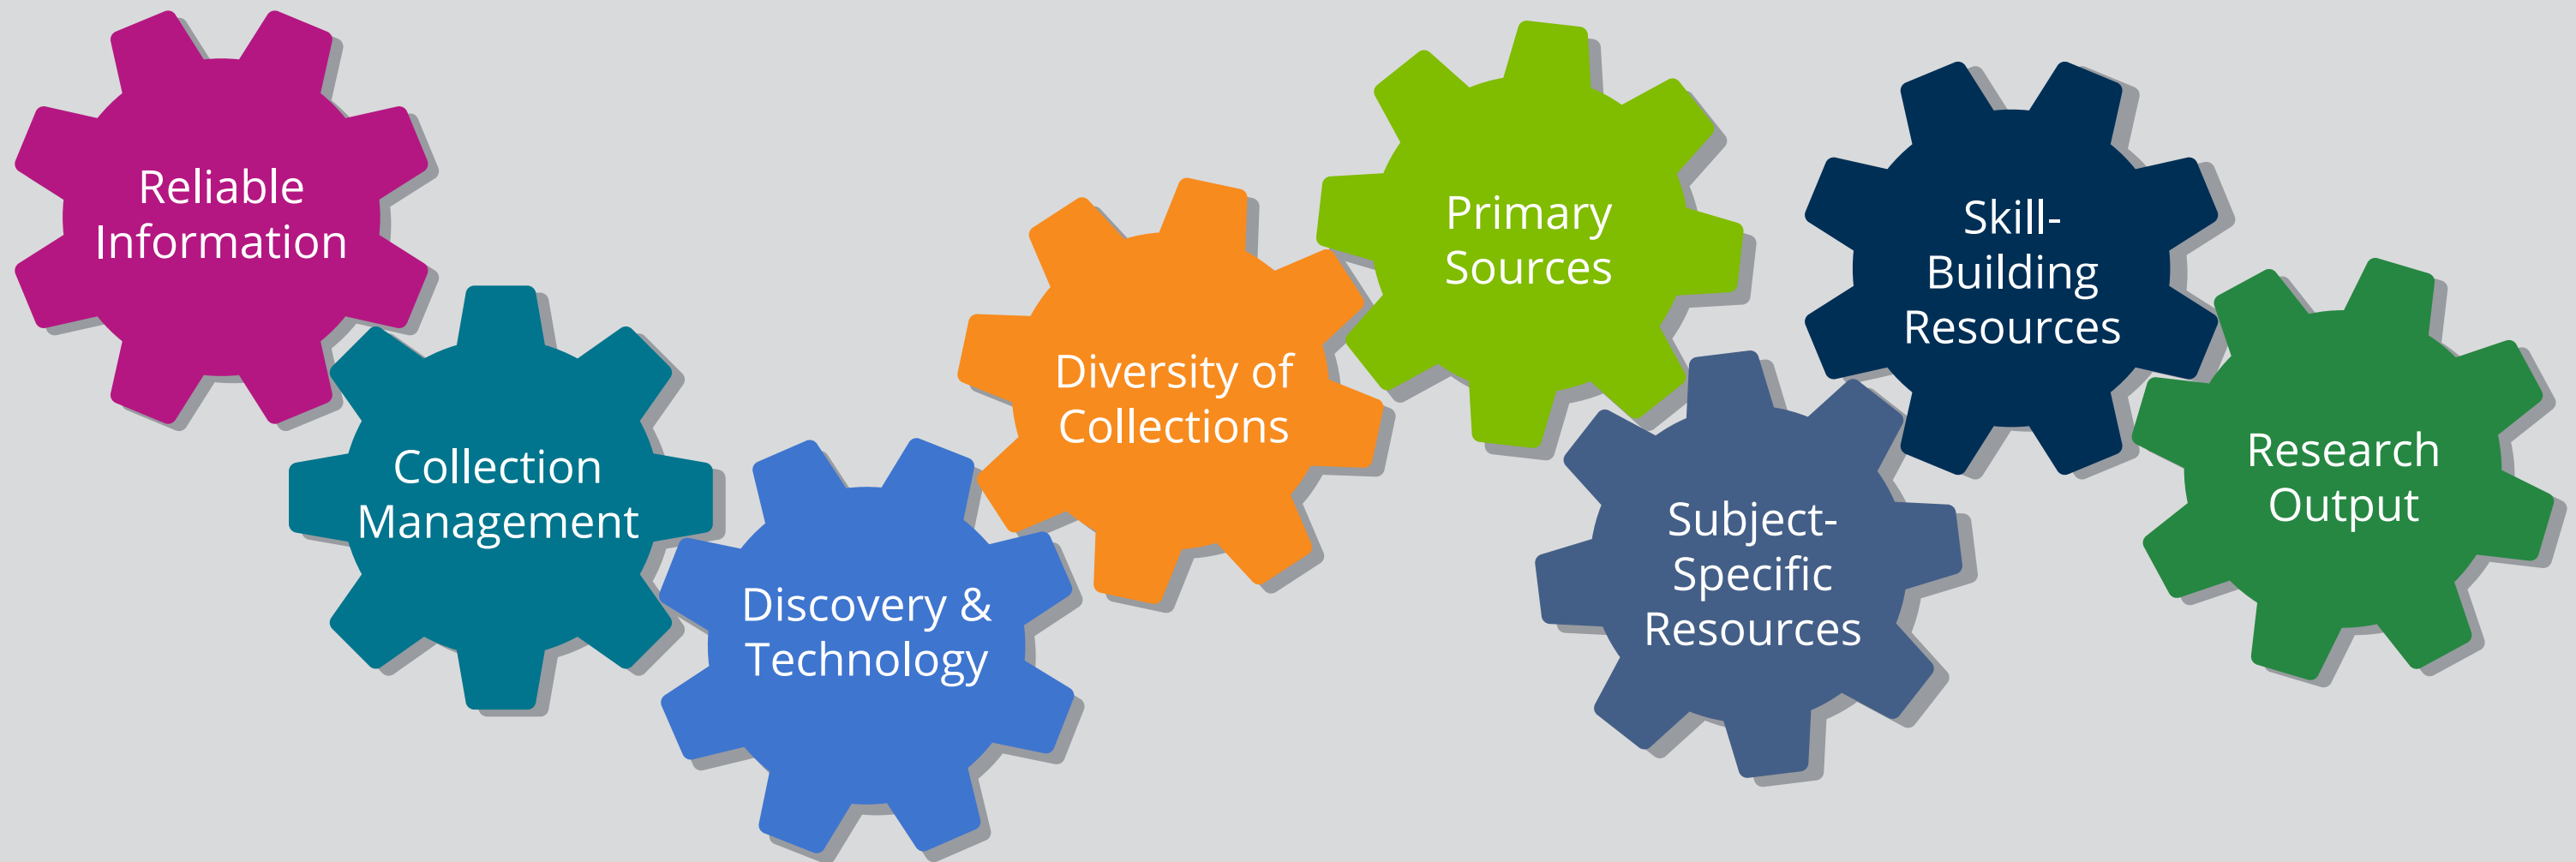 Reliable
Information
Collection
Management
Discovery &
Technology
Diversity of
Collections
Primary
Sources
Subject-
Specific
Resources
Skill-
Building
Resources
Research
Output